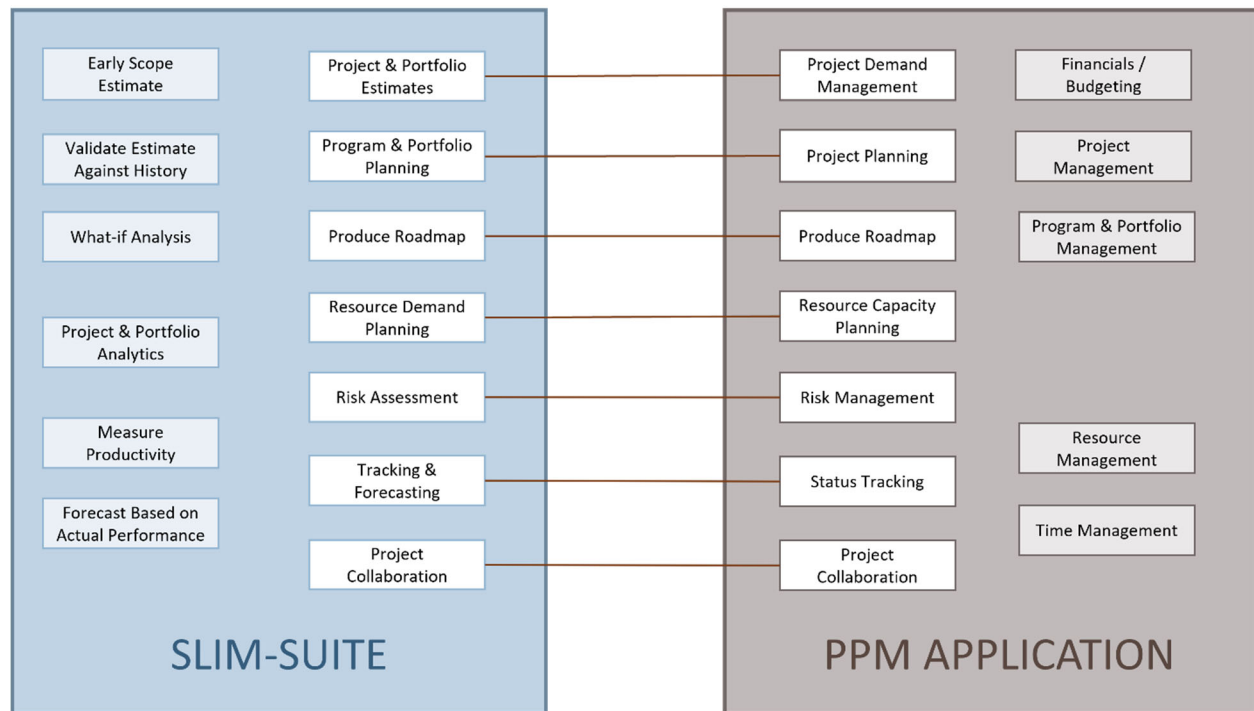 Early Scope
Estimate
Validate Estimate
Against History
What-if Analysis
Project & Portfolio
Analytics
Measure
Productivity
Forecast Based on
Actual Performance
Project & Portfolio
Estimates
Program & Portfolio
Planning
Produce Roadmap
Resource Demand
Planning
Risk Assessment
Tracking &
Forecasting
Project
Collaboration
SLIM-SUITE
Project Demand
Management
Project Planning
Produce Roadmap
Resource Capacity
Planning
Risk Management
Status Tracking
Project
Collaboration
Financials /
Budgeting
Project
Management
Program & Portfolio
Management
Resource
Management
Time Management
PPM APPLICATION